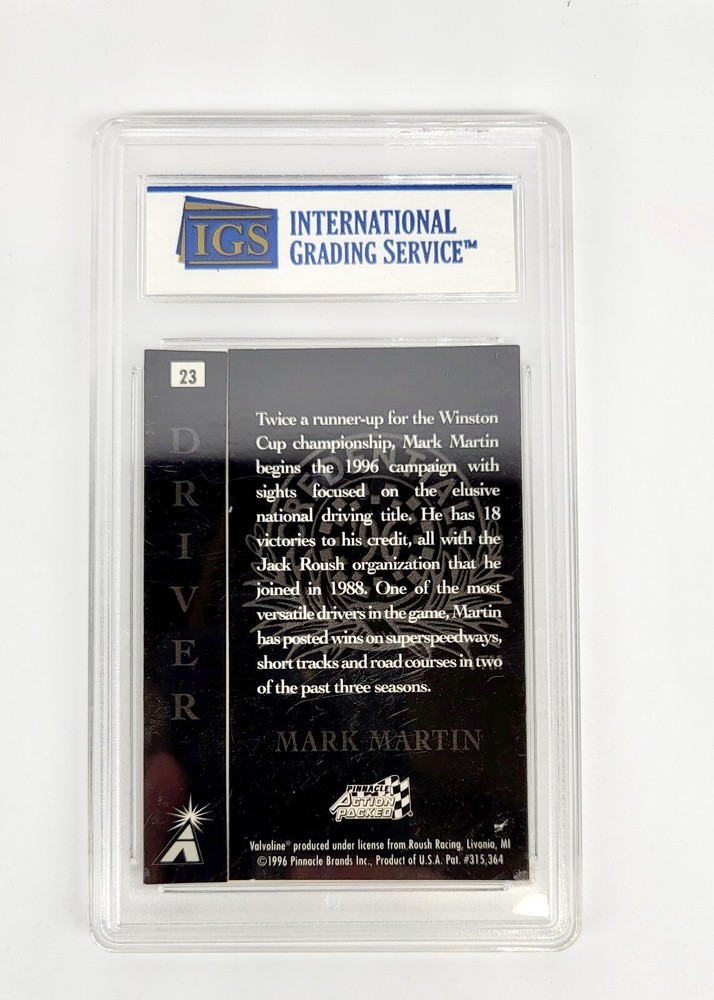 IGS
INTERNATIONAL
GRADING SERVICE™
23
DRIVER
CREDENTIALS
Twice a runner-up for the Winston
Cup championship, Mark Martin
begins the 1996 campaign with
sights focused on the elusive
national driving title. He has 18
victories to his credit, all with the
Jack Roush organization that he
joined in 1988. One of the most
versatile drivers in the game, Martin
has posted wins on superspeedways,
short tracks and road courses in two
of the past three seasons.
MARK MARTIN
PINNACLE
ACTION
PACKED®
Valvoline® produced under license from Roush Racing, Livonia, MI
©1996 Pinnacle Brands Inc., Product of U.S.A. Pat. #315,364